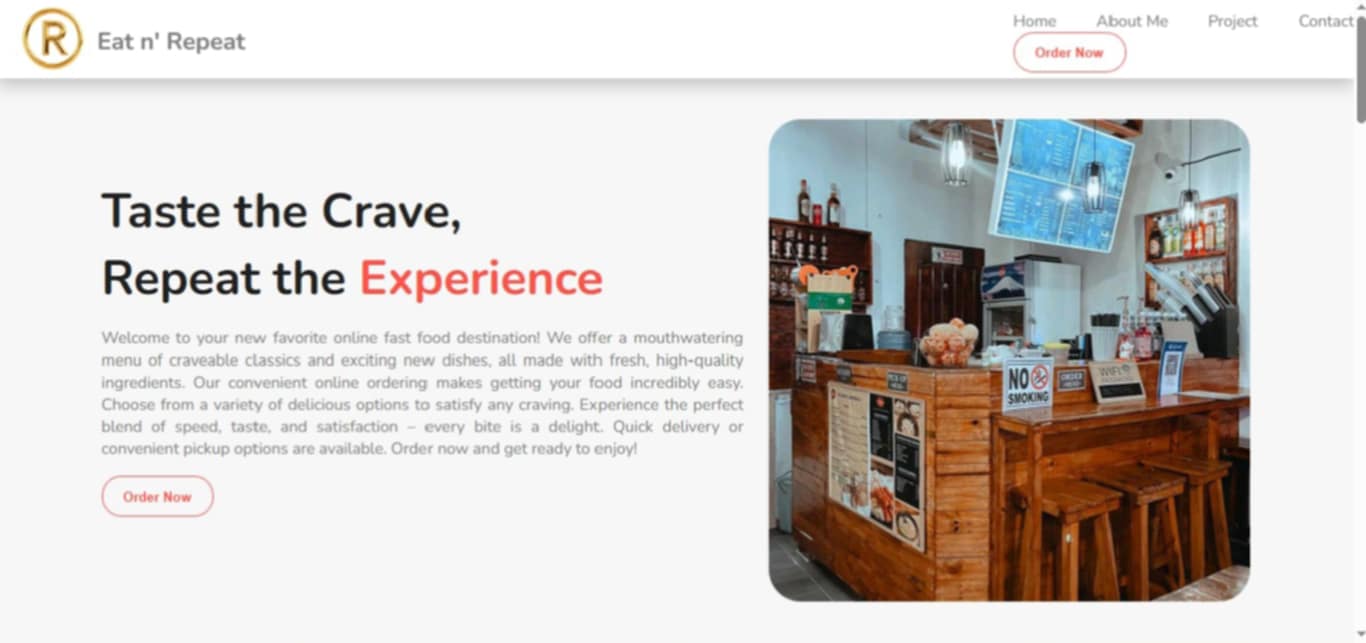 R
Eat n' Repeat
Home About Me Project Contact
Order Now
Taste the Crave,
Repeat the Experience
Welcome to your new favorite online fast food destination! We offer a mouthwatering
menu of craveable classics and exciting new dishes, all made with fresh, high-quality
ingredients. Our convenient online ordering makes getting your food incredibly easy.
Choose from a variety of delicious options to satisfy any craving. Experience the perfect
blend of speed, taste, and satisfaction – every bite is a delight. Quick delivery or
convenient pickup options are available. Order now and get ready to enjoy!
Order Now
NO
SMOKING
ORDER
HERE
WIFI